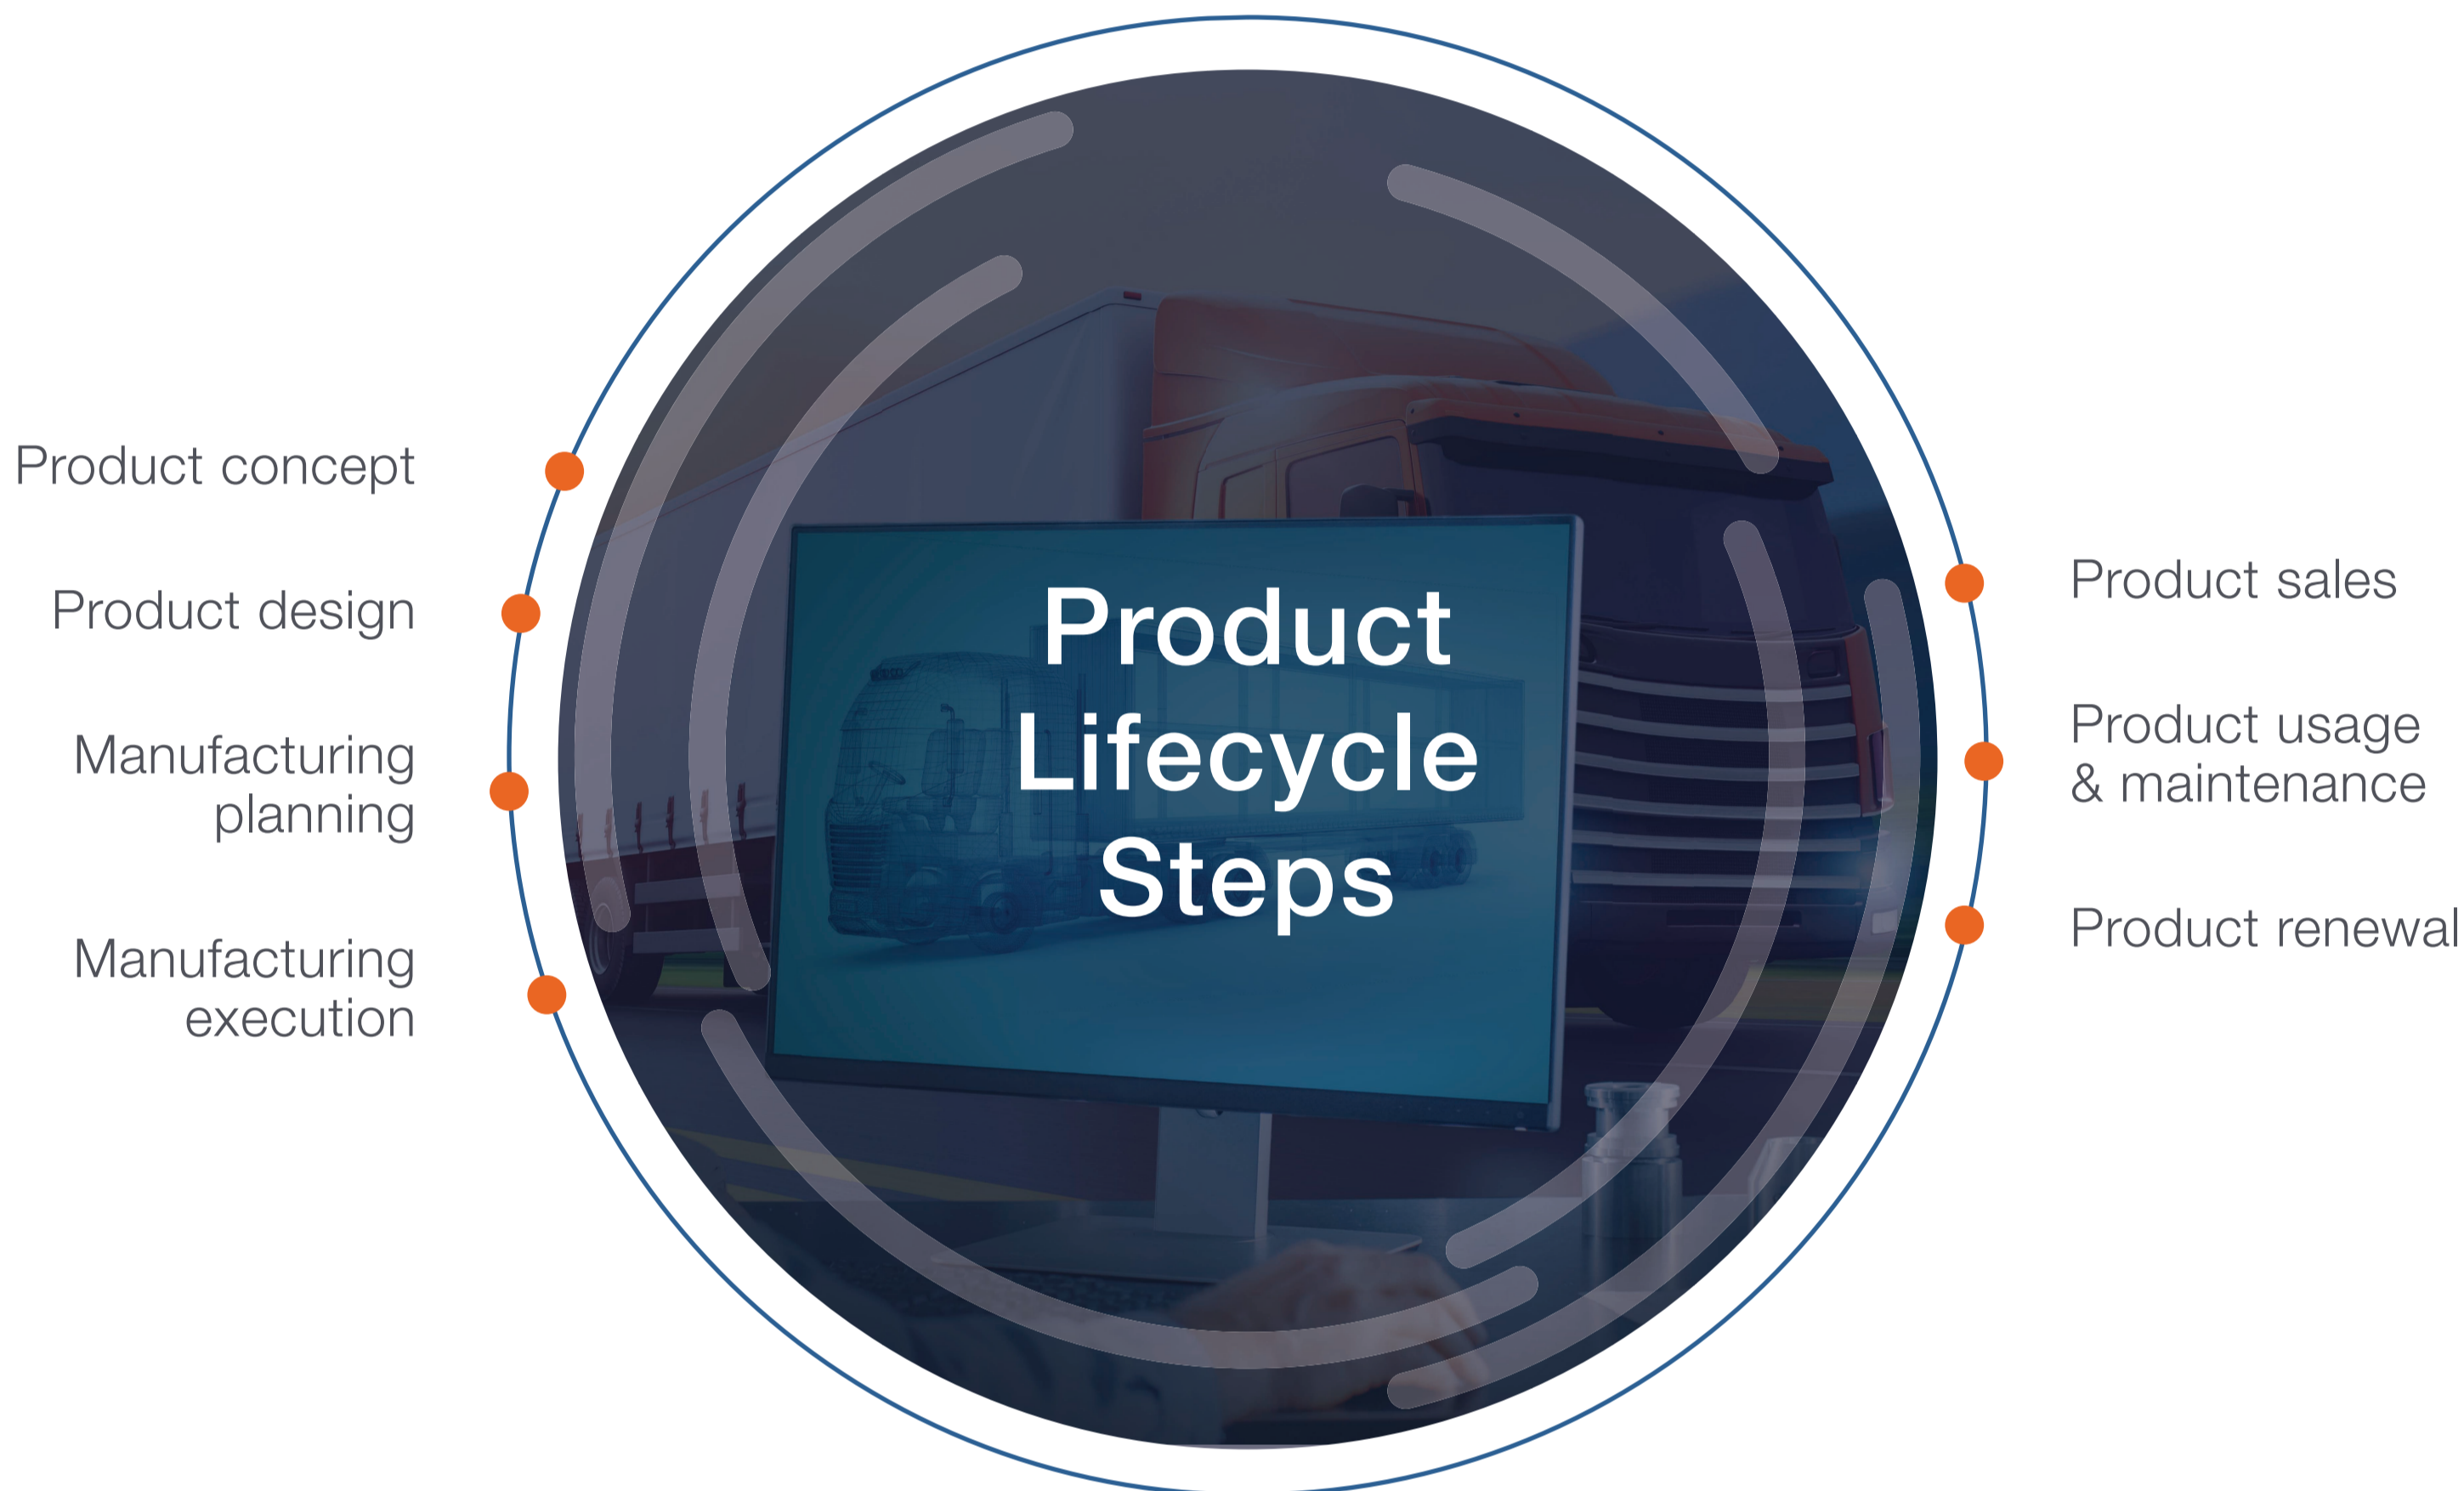 Product
Lifecycle
Steps
Product concept
Product design
Manufacturing
planning
Manufacturing
execution
Product sales
Product usage
& maintenance
Product renewal